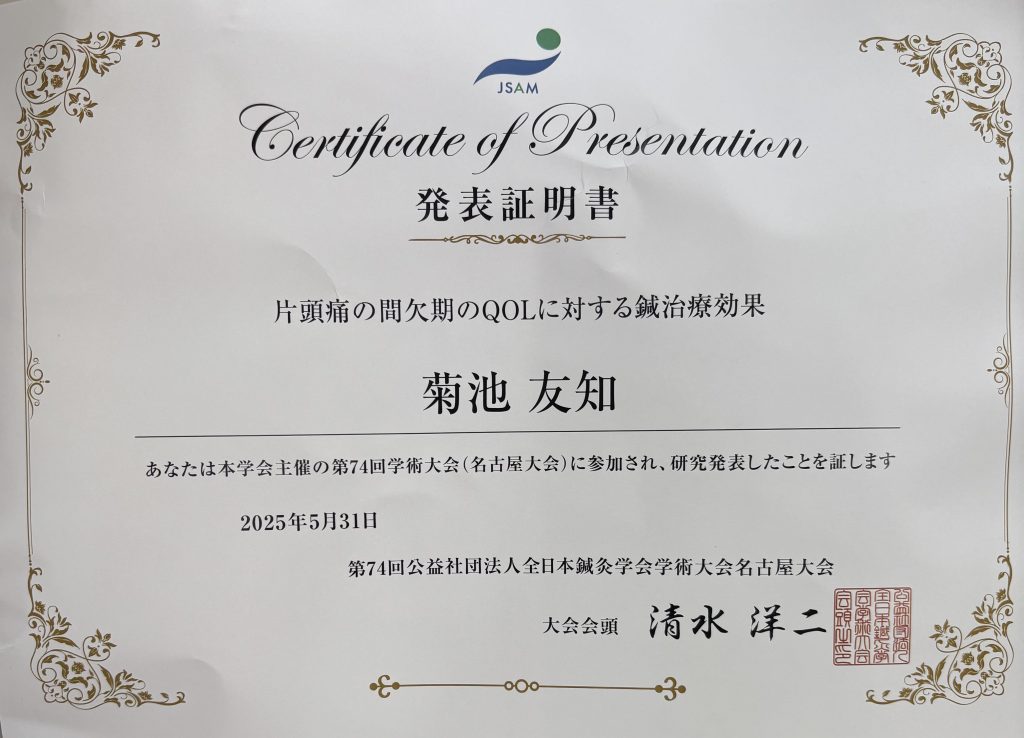 JSAM
Certificate of Presentation
発表証明書
片頭痛の間欠期のQOLに対する鍼治療効果
菊池 友知
あなたは本学会主催の第74回学術大会(名古屋大会)に参加され、研究発表したことを証します
2025年5月31日
第74回公益社団法人全日本鍼灸学会学術大会名古屋大会
大会会頭 清水 洋二